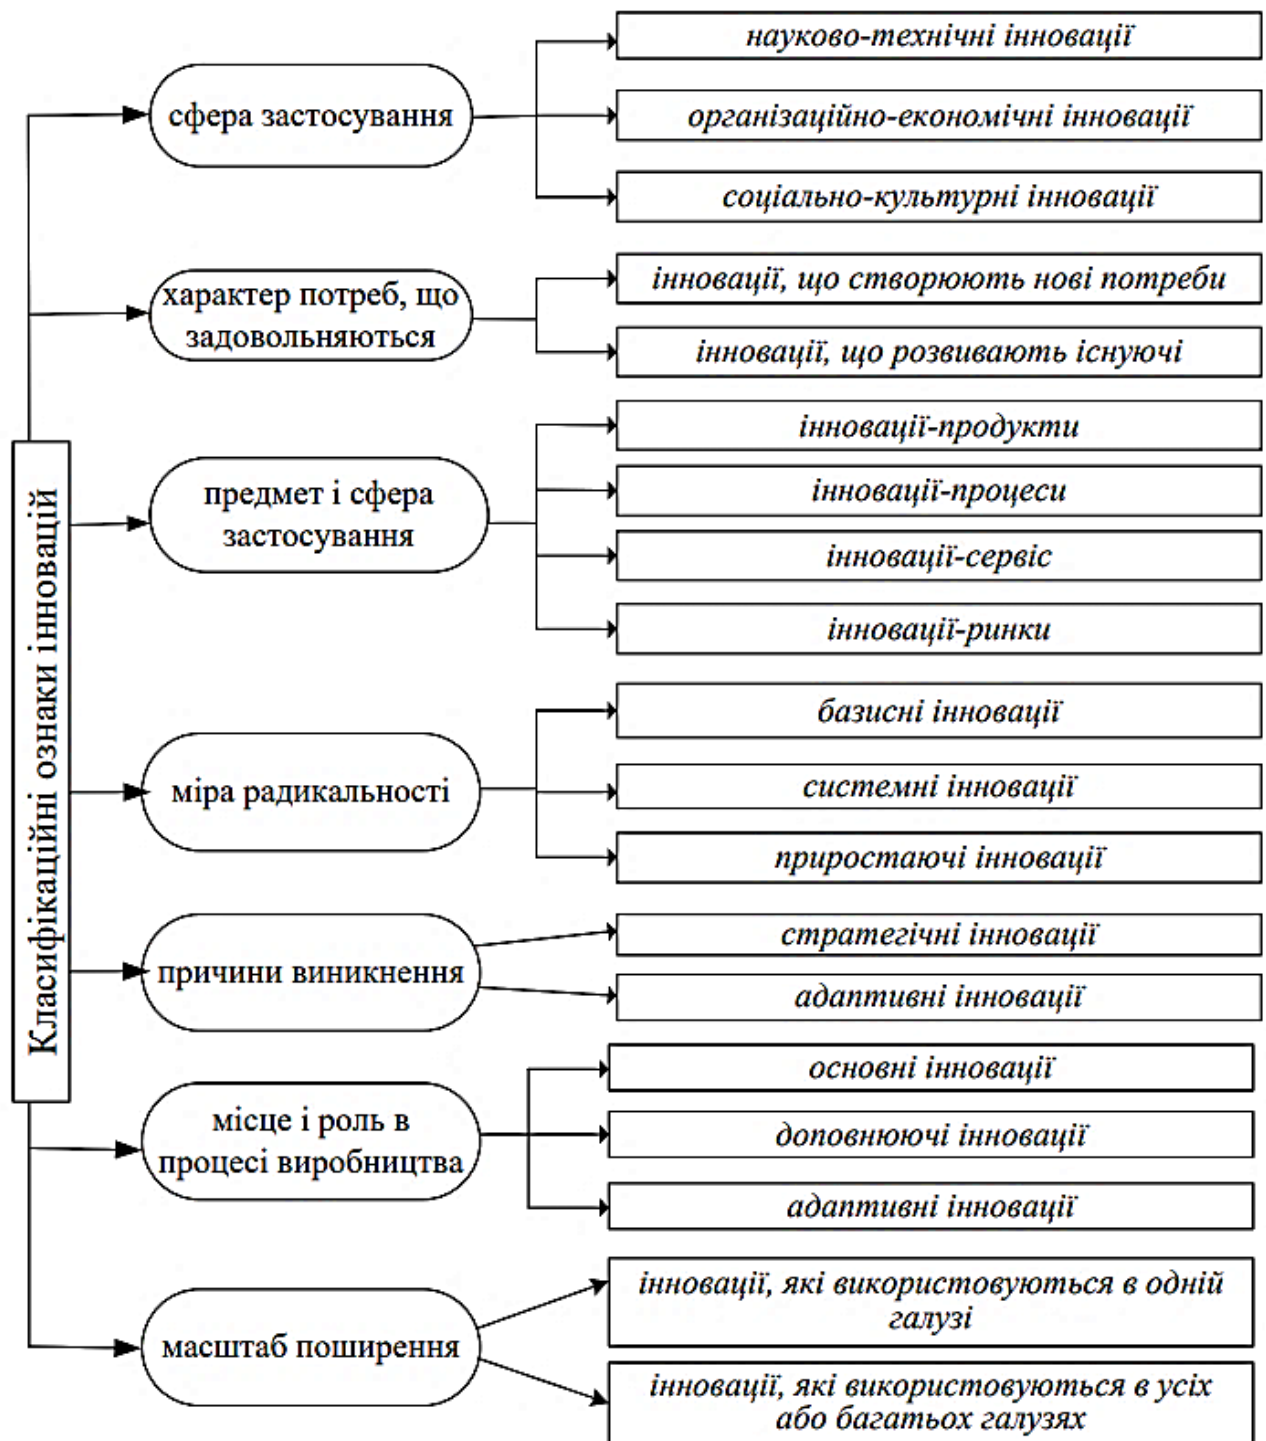 Класифікаційні ознаки інновацій
сфера застосування
науково-технічні інновації
організаційно-економічні інновації
соціально-культурні інновації
характер потреб, що
задовольняються
інновації, що створюють нові потреби
інновації, що розвивають існуючі
предмет і сфера
застосування
інновації-продукти
інновації-процеси
інновації-сервіс
інновації-ринки
міра радикальності
базисні інновації
системні інновації
приростаючі інновації
причини виникнення
стратегічні інновації
адаптивні інновації
місце і роль в
процесі виробництва
основні інновації
доповнюючі інновації
адаптивні інновації
масштаб поширення
інновації, які використовуються в одній
галузі
інновації, які використовуються в усіх
або багатьох галузях